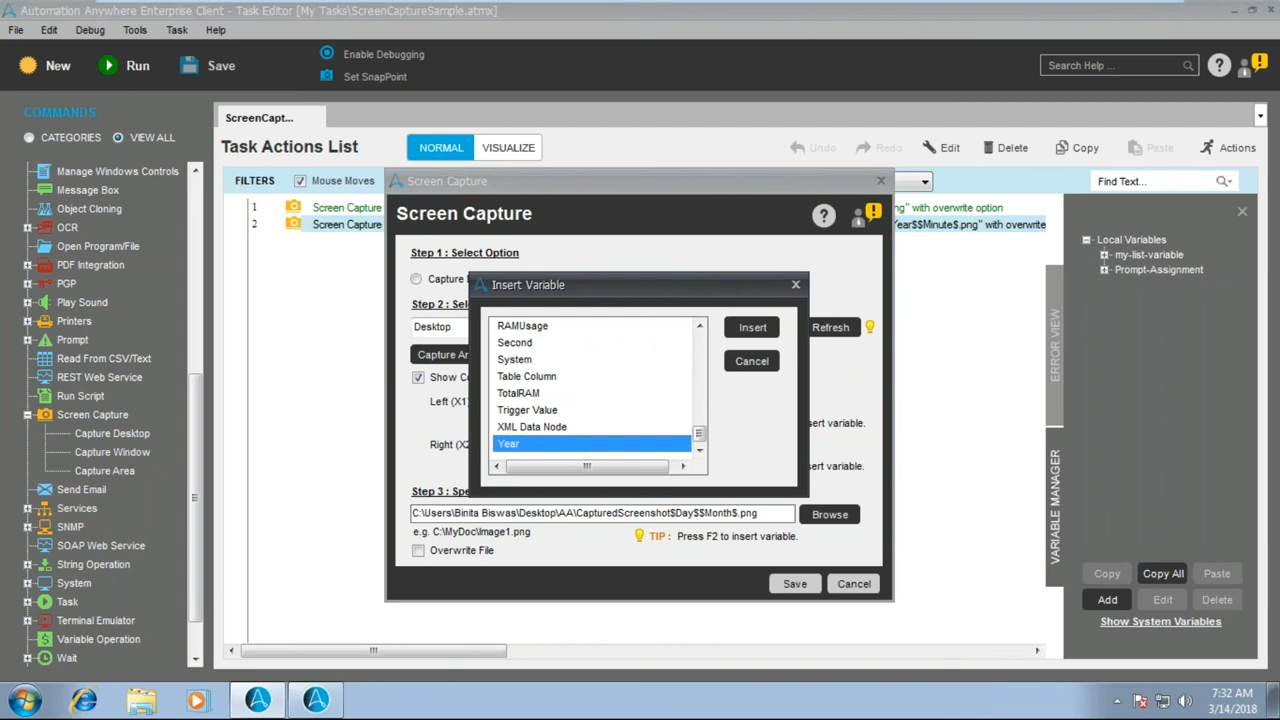 Automation Anywhere Enterprise Client - Task Editor [My Tasks\ScreenCaptureSample.atmx]
File Edit Debug Tools Task Help
New Run Save
Enable Debugging
Set SnapPoint
Search Help ...
COMMANDS
CATEGORIES VIEW ALL
Manage Windows Controls
Message Box
Object Cloning
OCR
Open Program/File
PDF Integration
PGP
Play Sound
Printers
Prompt
Read From CSV/Text
REST Web Service
Run Script
Screen Capture
Capture Desktop
Capture Window
Capture Area
Send Email
Services
SNMP
SOAP Web Service
String Operation
System
Task
Terminal Emulator
Variable Operation
Wait
ScreenCapt...
Task Actions List
NORMAL VISUALIZE
Undo Redo Edit Delete Copy Paste Actions
FILTERS Mouse Moves
Find Text...
1 Screen Capture
.png" with overwrite option
2 Screen Capture
Year$$Minute$.png" with overwrite
Screen Capture
Screen Capture
Step 1 : Select Option
Capture
Step 2 : Sel
Desktop
Refresh
Capture Ar
Show Co
Left (X1)
sert variable.
Right (X2
sert variable.
Insert Variable
RAMUsage
Second
System
Table Column
TotalRAM
Trigger Value
XML Data Node
Year
Insert
Cancel
Step 3 : Spe
C:\Users\Binita Biswas\Desktop\AA\CapturedScreenshot$Day$$Month$.png
Browse
e.g. C:\MyDoc\Image1.png
TIP : Press F2 to insert variable.
Overwrite File
Save Cancel
ERROR VIEW
VARIABLE MANAGER
Local Variables
my-list-variable
Prompt-Assignment
Copy Copy All Paste
Add Edit Delete
Show System Variables
7:32 AM
3/14/2018